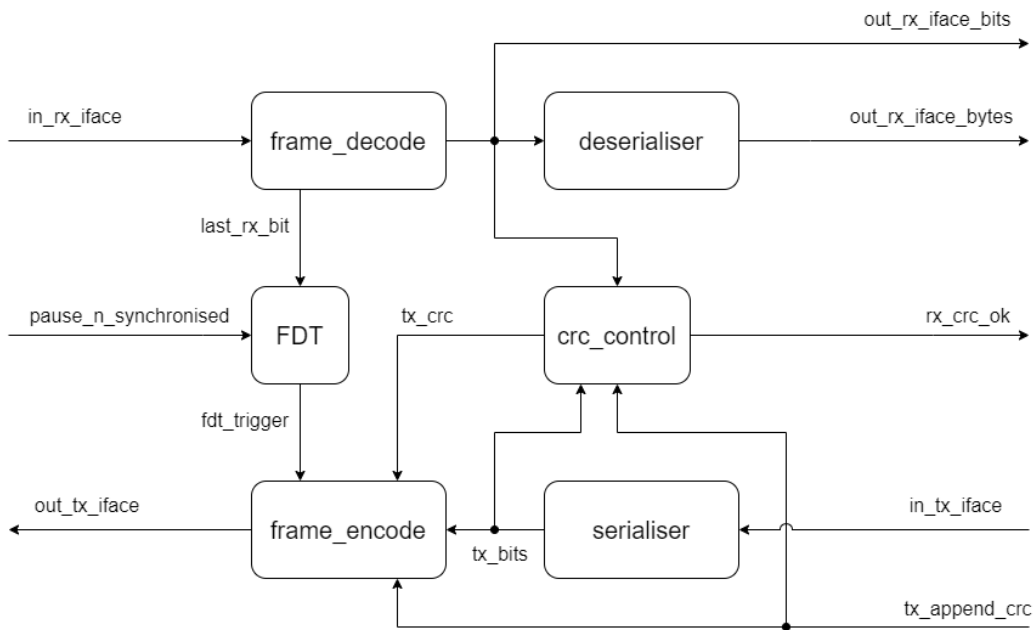 out_rx_iface_bits
in_rx_iface
frame_decode
deserialiser
out_rx_iface_bytes
last_rx_bit
pause_n_synchronised
FDT
tx_crc
crc_control
rx_crc_ok
fdt_trigger
out_tx_iface
frame_encode
tx_bits
serialiser
in_tx_iface
tx_append_crc